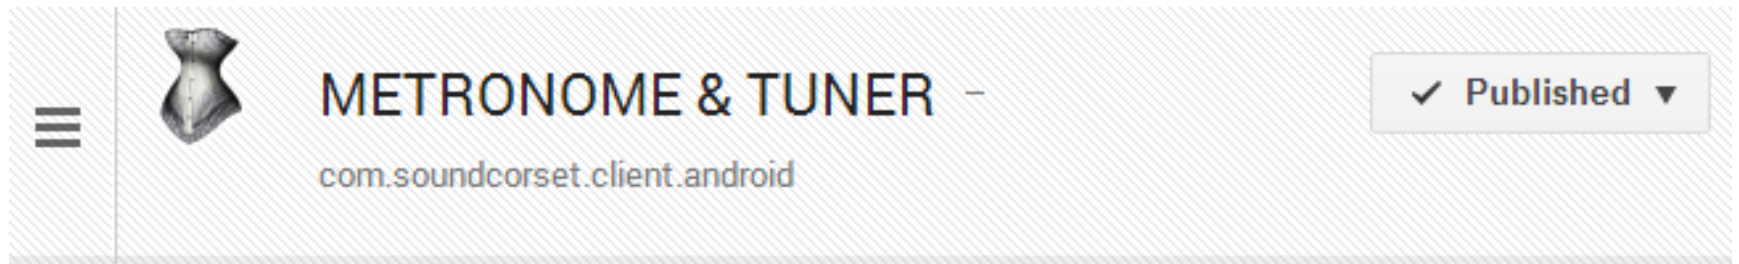 METRONOME & TUNER –
Published
com.soundcorset.client.android